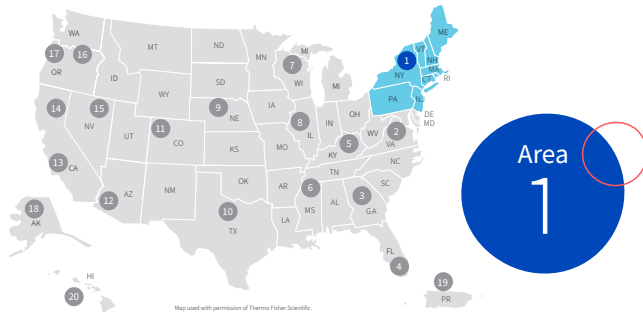 ME
WA
VT
MT
ND
MN
MI
NH
17
16
1
MA
7
NY
CT
RI
OR
ID
SD
WI
MI
WY
PA
NJ
14
15
9
IA
OH
DE
NE
8
MD
NV
11
IL
IN
WV
2
UT
CO
5
VA
KS
MO
KY
13
CA
NC
TN
OK
6
SC
AZ
NM
AR
3
12
MS
AL
GA
18
10
TX
LA
AK
FL
4
HI
19
20
PR
Area
1
Map used with permission of Thermo Fisher Scientific.